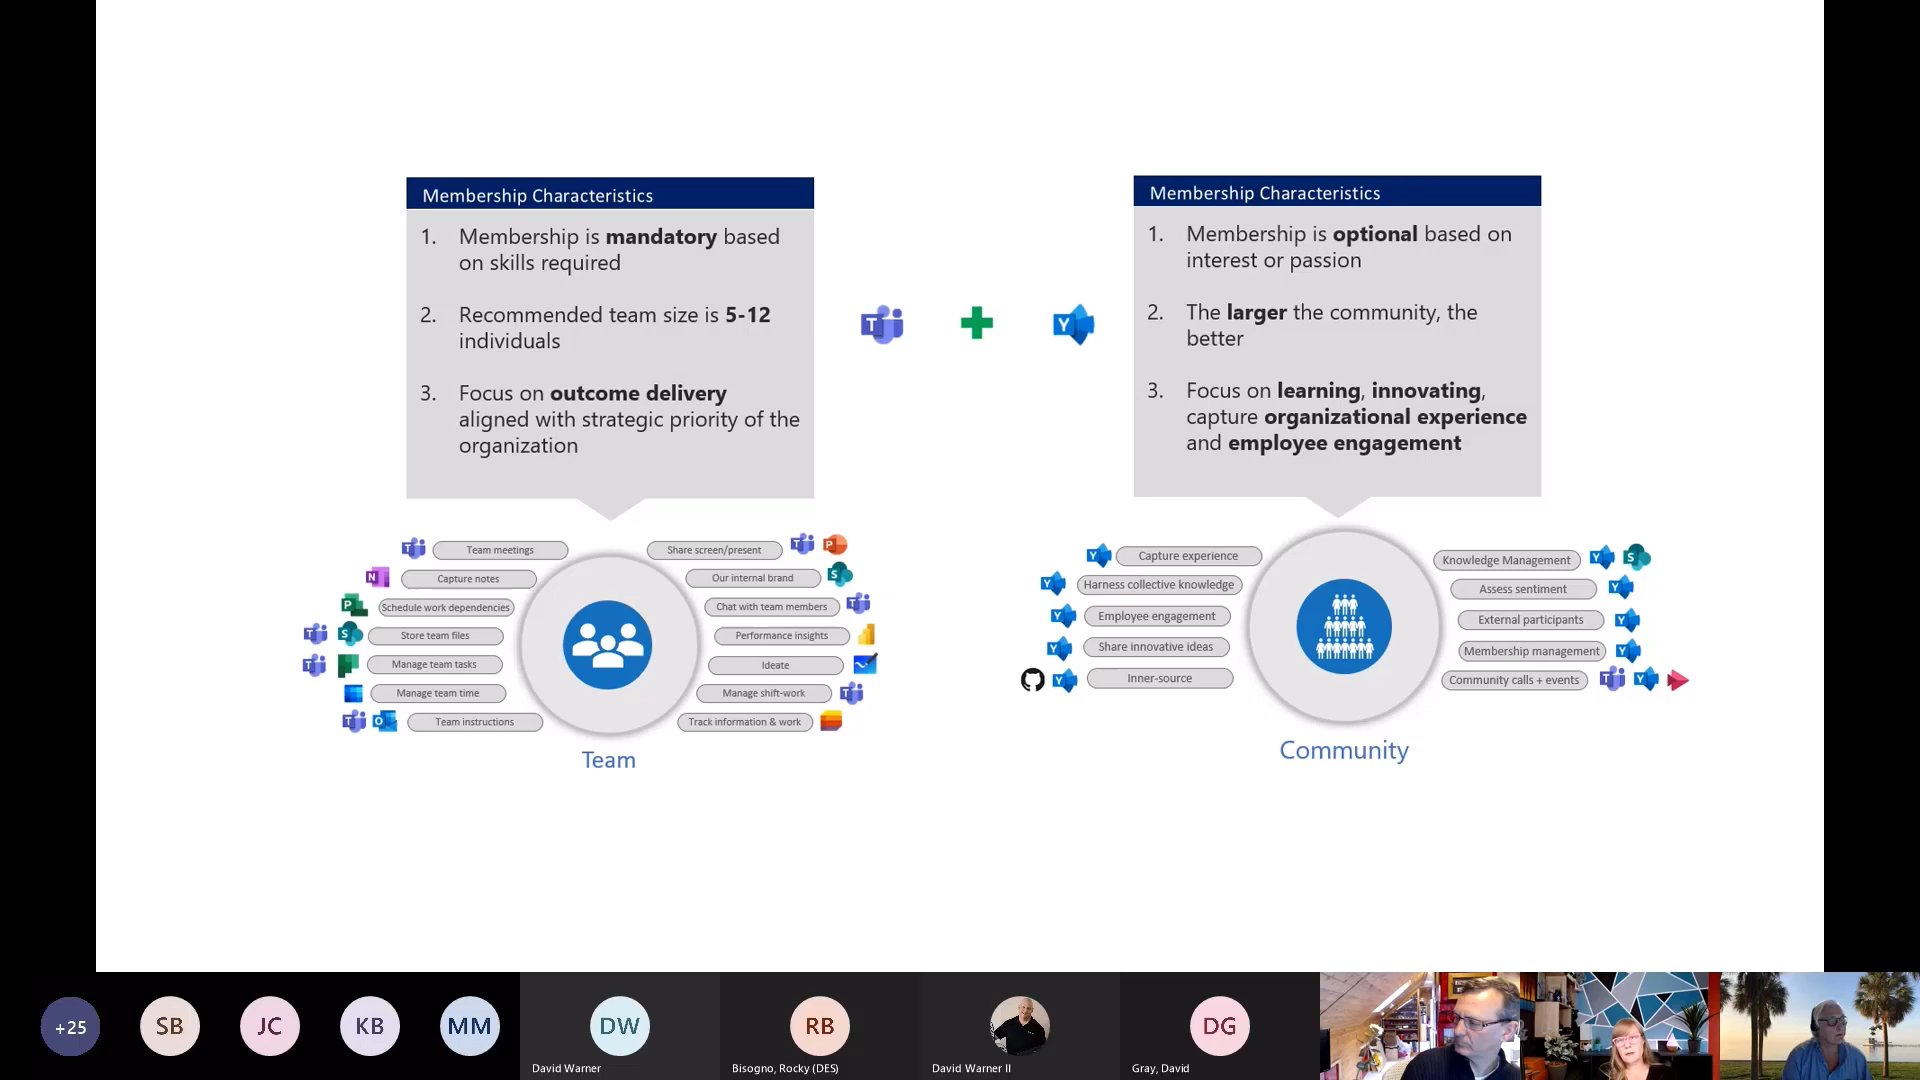 Membership Characteristics
1. Membership is mandatory based
on skills required
2. Recommended team size is 5-12
individuals
3. Focus on outcome delivery
aligned with strategic priority of the
organization
Team meetings
Capture notes
Schedule work dependencies
Store team files
Manage team tasks
Manage team time
Team instructions
Share screen/present
Our internal brand
Chat with team members
Performance insights
Ideate
Manage shift-work
Track information & work
Team
T
Y
Membership Characteristics
1. Membership is optional based on
interest or passion
2. The larger the community, the
better
3. Focus on learning, innovating,
capture organizational experience
and employee engagement
Capture experience
Harness collective knowledge
Employee engagement
Share innovative ideas
Inner-source
Knowledge Management
Assess sentiment
External participants
Membership management
Community calls + events
Community
+25
SB
JC
KB
MM
DW
David Warner
RB
Bisogno, Rocky (DES)
David Warner II
DG
Gray, David